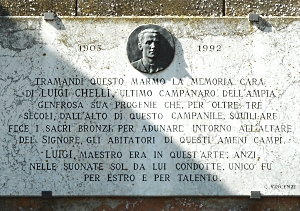 1903 1992
TRAMANDI QUESTO MARMO LA MEMORIA CARA
DI LUIGI CHELLI, ULTIMO CAMPANARO DELL'AMPIA
GENEROSA SUA PROGENIE CHE, PER OLTRE TRE
SECOLI, DALL'ALTO DI QUESTO CAMPANILE, SQUILLARE
FECE I SACRI BRONZI, PER ADUNARE INTORNO ALL'ALTARE
DEL SIGNORE, GLI ABITATORI DI QUESTI AMENI CAMPI.
LUIGI, MAESTRO ERA IN QUEST'ARTE; ANZI,
NELLE SUONATE SOL DA LUI CONDOTTE, UNICO FU
PER ESTRO E PER TALENTO.